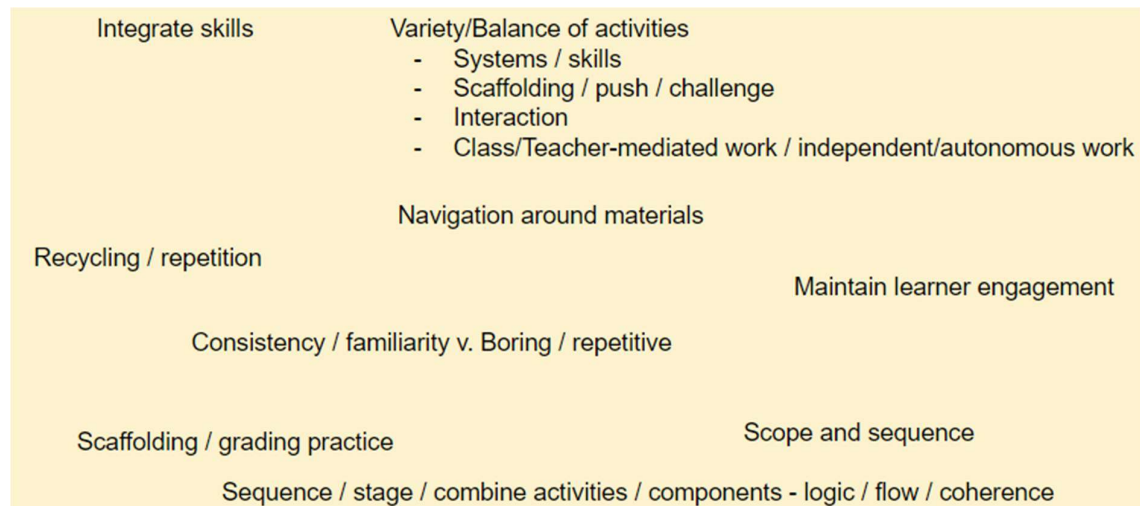 Integrate skills
Variety/Balance of activities
- Systems / skills
- Scaffolding / push / challenge
- Interaction
- Class/Teacher-mediated work / independent/autonomous work
Navigation around materials
Recycling / repetition
Maintain learner engagement
Consistency / familiarity v. Boring / repetitive
Scaffolding / grading practice
Scope and sequence
Sequence / stage / combine activities / components - logic / flow / coherence